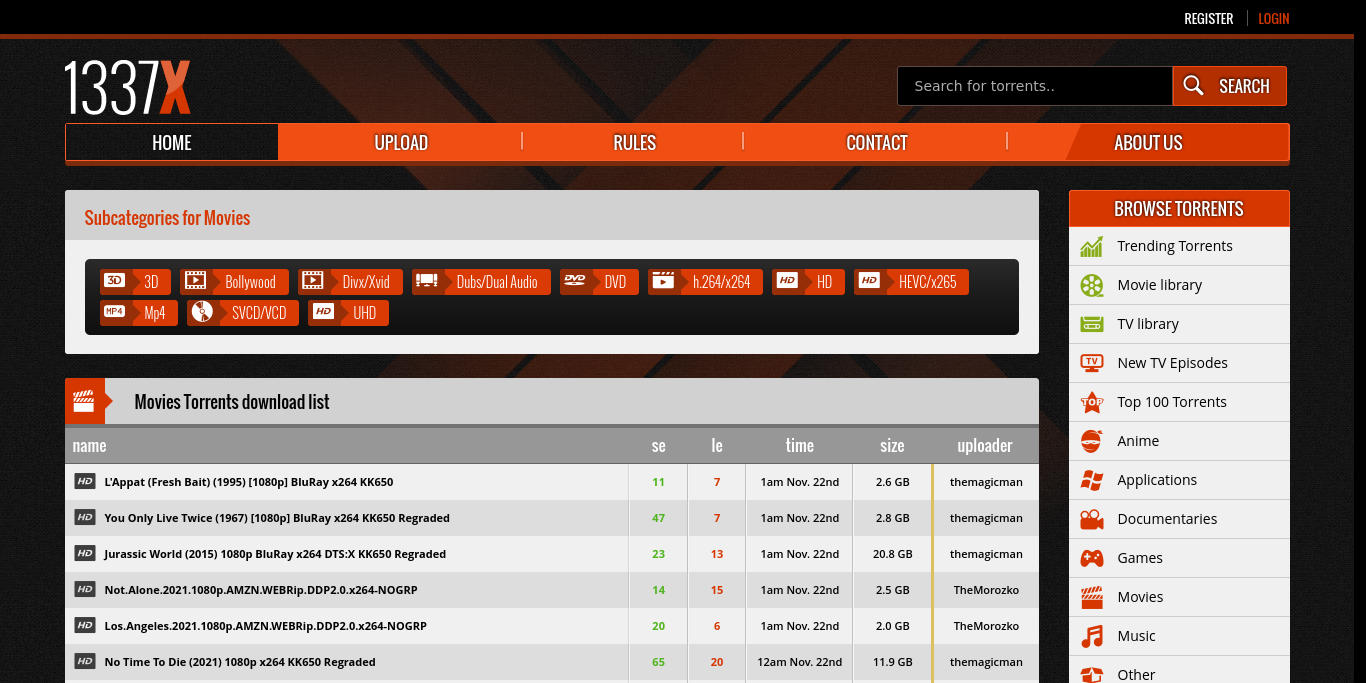 REGISTER LOGIN
1337X
Search for torrents.. SEARCH
HOME UPLOAD RULES CONTACT ABOUT US
Subcategories for Movies
3D 3D Bollywood Divx/Xvid Dubs/Dual Audio DVD DVD h.264/x264 HD HD HD HEVC/x265
MP4 Mp4 SVCD/VCD HD UHD
Movies Torrents download list
name se le time size uploader
HD L'Appat (Fresh Bait) (1995) [1080p] BluRay x264 KK650 11 7 1am Nov. 22nd 2.6 GB themagicman
HD You Only Live Twice (1967) [1080p] BluRay x264 KK650 Regraded 47 7 1am Nov. 22nd 2.8 GB themagicman
HD Jurassic World (2015) 1080p BluRay x264 DTS:X KK650 Regraded 23 13 1am Nov. 22nd 20.8 GB themagicman
HD Not.Alone.2021.1080p.AMZN.WEBRip.DDP2.0.x264-NOGRP 14 15 1am Nov. 22nd 2.5 GB TheMorozko
HD Los.Angeles.2021.1080p.AMZN.WEBRip.DDP2.0.x264-NOGRP 20 6 1am Nov. 22nd 2.0 GB TheMorozko
HD No Time To Die (2021) 1080p x264 KK650 Regraded 65 20 12am Nov. 22nd 11.9 GB themagicman
BROWSE TORRENTS
Trending Torrents
Movie library
TV library
TV New TV Episodes
TOP Top 100 Torrents
Anime
Applications
Documentaries
Games
Movies
Music
Other